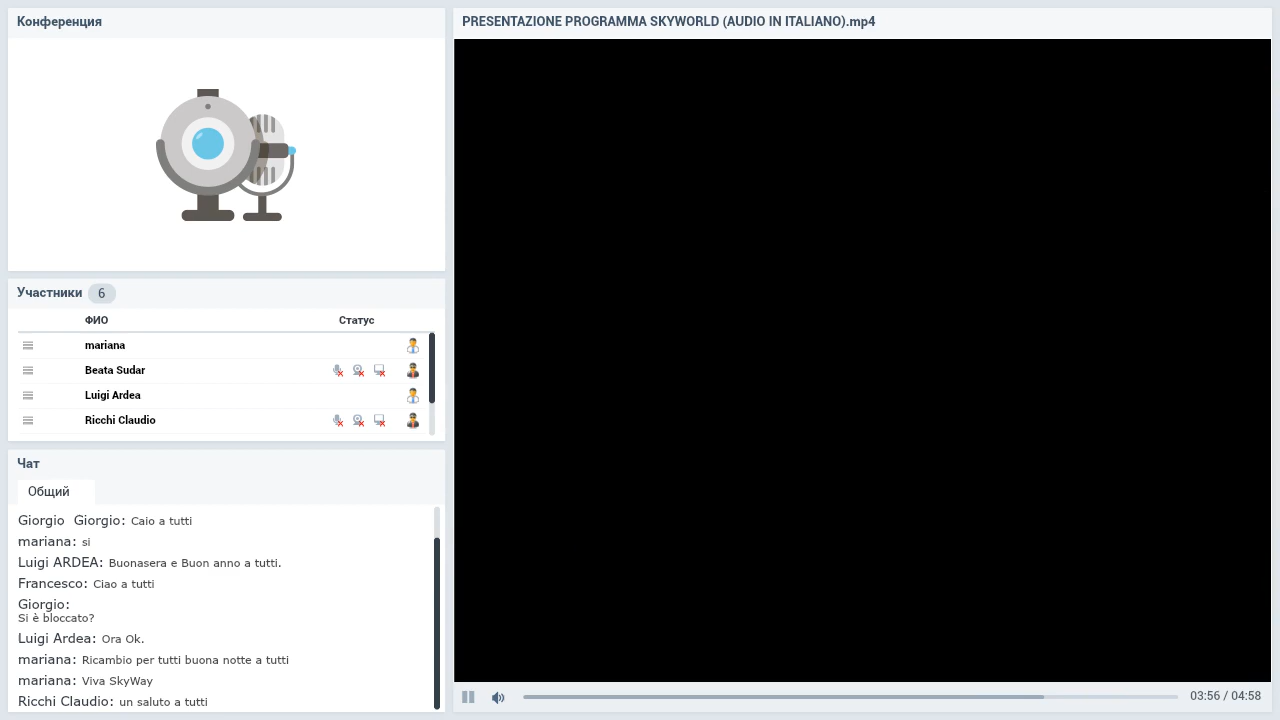 Конференция
PRESENTAZIONE PROGRAMMA SKYWORLD (AUDIO IN ITALIANO).mp4
Участники 6
ФИО Статус
mariana
Beata Sudar
Luigi Ardea
Ricchi Claudio
Чат
Общий
Giorgio Giorgio: Caio a tutti
mariana: si
Luigi ARDEA: Buonasera e Buon anno a tutti.
Francesco: Ciao a tutti
Giorgio:
Si è bloccato?
Luigi Ardea: Ora Ok.
mariana: Ricambio per tutti buona notte a tutti
mariana: Viva SkyWay
Ricchi Claudio: un saluto a tutti
03:56 / 04:58